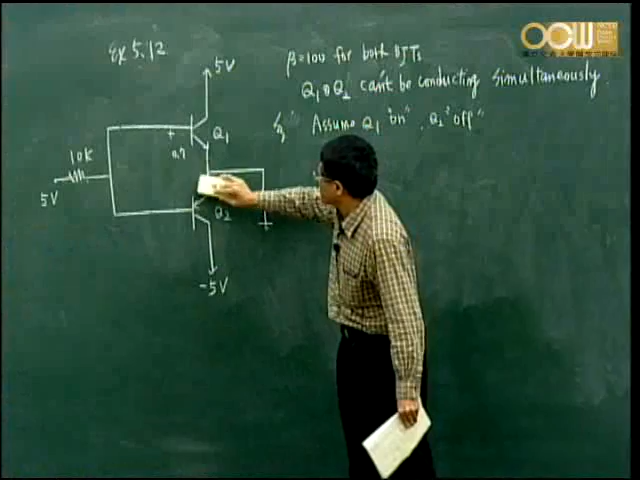 OCW
Ex 5.12
β=100 for both BJTs
Q1 & Q2 can't be conducting simultaneously.
Assume Q1 "on", Q2 "off"
5V
+
Q1
0.7
10K
5V
Q2
-5V